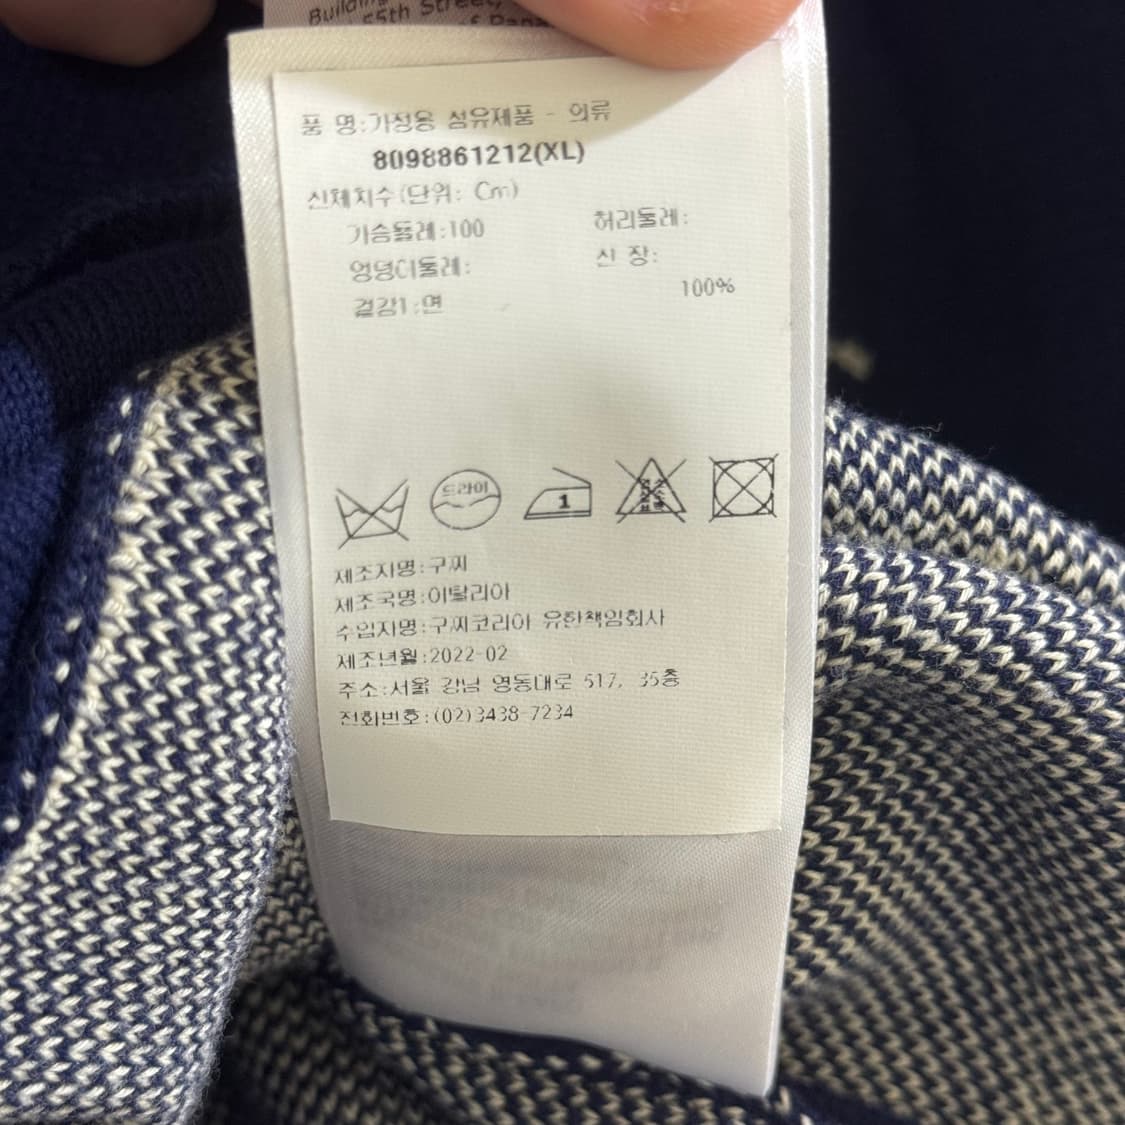 Building
55th Street,
of Pana
품 명:가정용 섬유제품 - 의류
8098861212(XL)
신체치수(단위: Cm)
가슴둘레:100 허리둘레:
엉덩이둘레: 신 장:
겉감1:면 100%
드라이
1
제조자명:구찌
제조국명:이탈리아
수입자명:구찌코리아 유한책임회사
제조년월:2022-02
주소:서울 강남 영동대로 517, 35층
전화번호:(02)3438-7234